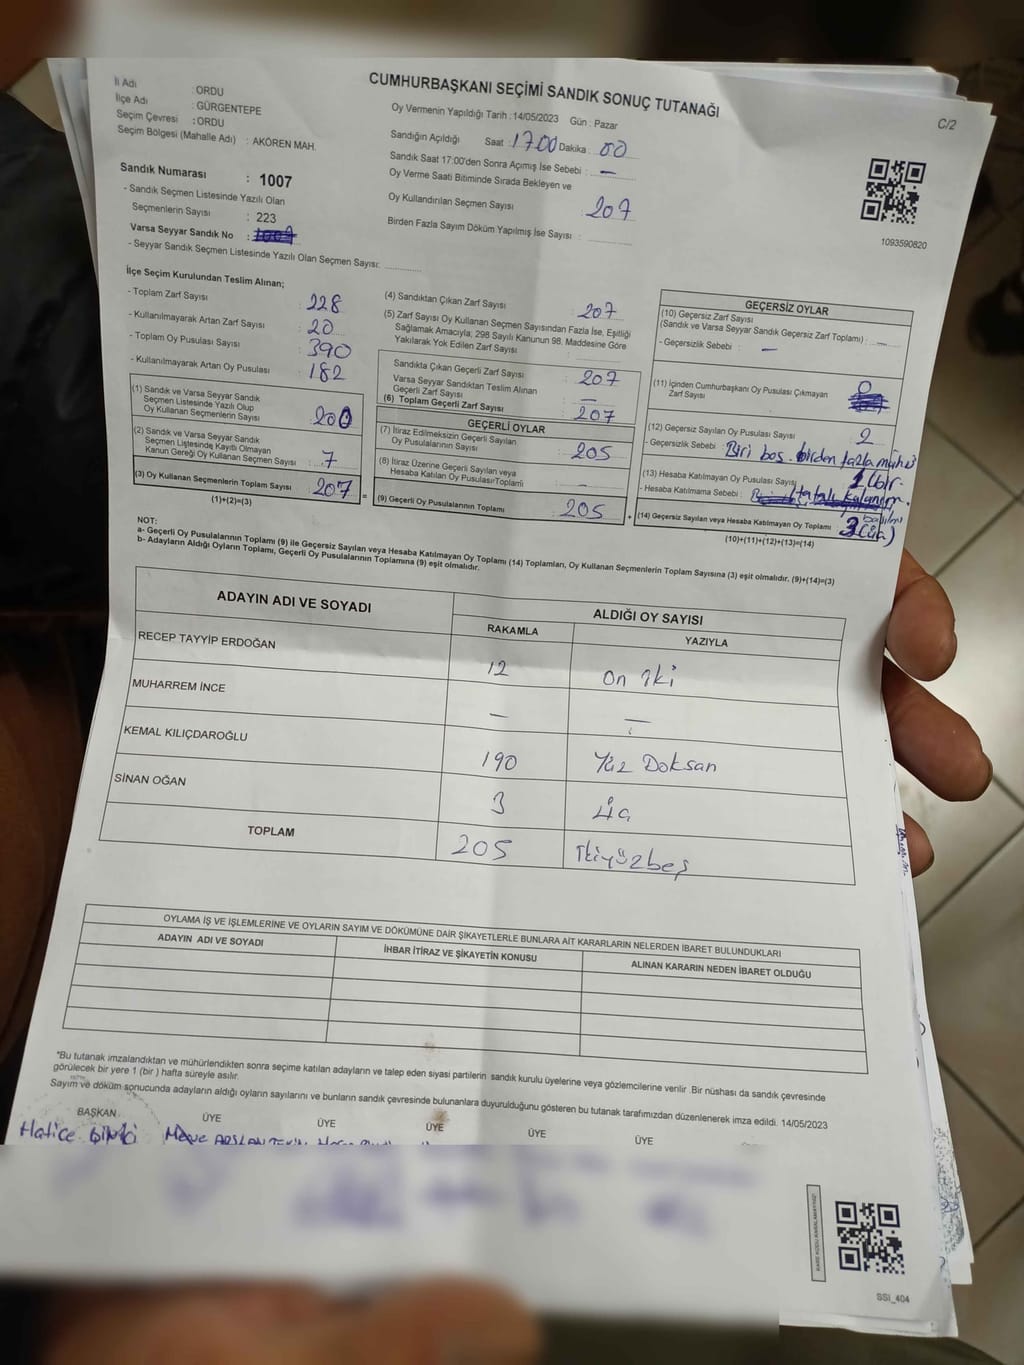 CUMHURBAŞKANI SEÇİMİ SANDIK SONUÇ TUTANAĞI
C/2
İl Adı : ORDU
İlçe Adı : GÜRGENTEPE
Seçim Çevresi : ORDU
Seçim Bölgesi (Mahalle Adı) : AKÖREN MAH.
Sandık Numarası : 1007
- Sandık Seçmen Listesinde Yazılı Olan
Seçmenlerin Sayısı : 223
Varsa Seyyar Sandık No :
- Seyyar Sandık Seçmen Listesinde Yazılı Olan Seçmen Sayısı: ..............
Oy Vermenin Yapıldığı Tarih : 14/05/2023 Gün : Pazar
Sandığın Açıldığı Saat : 17.00 Dakika : 00
Sandık Saat 17:00'den Sonra Açımış İse Sebebi : —
Oy Verme Saati Bitiminde Sırada Bekleyen ve
Oy Kullandırılan Seçmen Sayısı : 207
Birden Fazla Sayım Döküm Yapılmış İse Sayısı : ..............
1093590820
İlçe Seçim Kurulundan Teslim Alınan;
- Toplam Zarf Sayısı : 228
- Kullanılmayarak Artan Zarf Sayısı : 20
- Toplam Oy Pusulası Sayısı : 390
- Kullanılmayarak Artan Oy Pusulası : 182
(1) Sandık ve Varsa Seyyar Sandık
Seçmen Listesinde Yazılı Olup
Oy Kullanan Seçmenlerin Sayısı : 200
(2) Sandık ve Varsa Seyyar Sandık
Seçmen Listesinde Kayıtlı Olmayan
Kanun Gereği Oy Kullanan Seçmen Sayısı : 7
(3) Oy Kullanan Seçmenlerin Toplam Sayısı : 207
(1)+(2)=(3)
(4) Sandıktan Çıkan Zarf Sayısı : 207
(5) Zarf Sayısı Oy Kullanan Seçmen Sayısından Fazla İse, Eşitliği
Sağlamak Amacıyla; 298 Sayılı Kanunun 98. Maddesine Göre
Yakılarak Yok Edilen Zarf Sayısı :
Sandıkta Çıkan Geçerli Zarf Sayısı : 207
Varsa Seyyar Sandıktan Teslim Alınan
Geçerli Zarf Sayısı : —
(6) Toplam Geçerli Zarf Sayısı : 207
GEÇERLİ OYLAR
(7) İtiraz Edilmeksizin Geçerli Sayılan
Oy Pusulalarının Sayısı : 205
(8) İtiraz Üzerine Geçerli Sayılan veya
Hesaba Katılan Oy Pusulası Toplamı :
(9) Geçerli Oy Pusulalarının Toplamı : 205
GEÇERSİZ OYLAR
(10) Geçersiz Zarf Sayısı
(Sandık ve Varsa Seyyar Sandık Geçersiz Zarf Toplamı) :
- Geçersizlik Sebebi : —
(11) İçinden Cumhurbaşkanı Oy Pusulası Çıkmayan
Zarf Sayısı : 0
(12) Geçersiz Sayılan Oy Pusulası Sayısı : 2
- Geçersizlik Sebebi : Biri boş. birden fazla mühür
(13) Hesaba Katılmayan Oy Pusulası Sayısı : 1 (bir.
- Hesaba Katılmama Sebebi :
(14) Geçersiz Sayılan veya Hesaba Katılmayan Oy Toplamı : 3
(10)+(11)+(12)+(13)=(14)
NOT:
a- Geçerli Oy Pusulalarının Toplamı (9) ile Geçersiz Sayılan veya Hesaba Katılmayan Oy Toplamı (14) Toplamları, Oy Kullanan Seçmenlerin Toplam Sayısına (3) eşit olmalıdır. (9)+(14)=(3)
b- Adayların Aldığı Oyların Toplamı, Geçerli Oy Pusulalarının Toplamına (9) eşit olmalıdır.
ADAYIN ADI VE SOYADI ALDIĞI OY SAYISI
RAKAMLA YAZIYLA
RECEP TAYYİP ERDOĞAN 12 on iki
MUHARREM İNCE — —
KEMAL KILIÇDAROĞLU 190 Yüz Doksan
SİNAN OĞAN 3 üç
TOPLAM 205 ikiyüzbeş
OYLAMA İŞ VE İŞLEMLERİNE VE OYLARIN SAYIM VE DÖKÜMÜNE DAİR ŞİKAYETLERLE BUNLARA AİT KARARLARIN NELERDEN İBARET BULUNDUKLARI
ADAYIN ADI VE SOYADI İHBAR İTİRAZ VE ŞİKAYETİN KONUSU ALINAN KARARIN NEDEN İBARET OLDUĞU
*Bu tutanak imzalandıktan ve mühürlendikten sonra seçime katılan adayların ve talep eden siyasi partilerin sandık kurulu üyelerine veya gözlemcilerine verilir .Bir nüshası da sandık çevresinde
görülecek bir yere 1 (bir ) hafta süreyle asılır.
Sayım ve döküm sonucunda adayların aldığı oyların sayılarını ve bunların sandık çevresinde bulunanlara duyurulduğunu gösteren bu tutanak tarafımızdan düzenlenerek imza edildi. 14/05/2023
BAŞKAN ÜYE ÜYE ÜYE ÜYE ÜYE
Hatice
SSİ_404